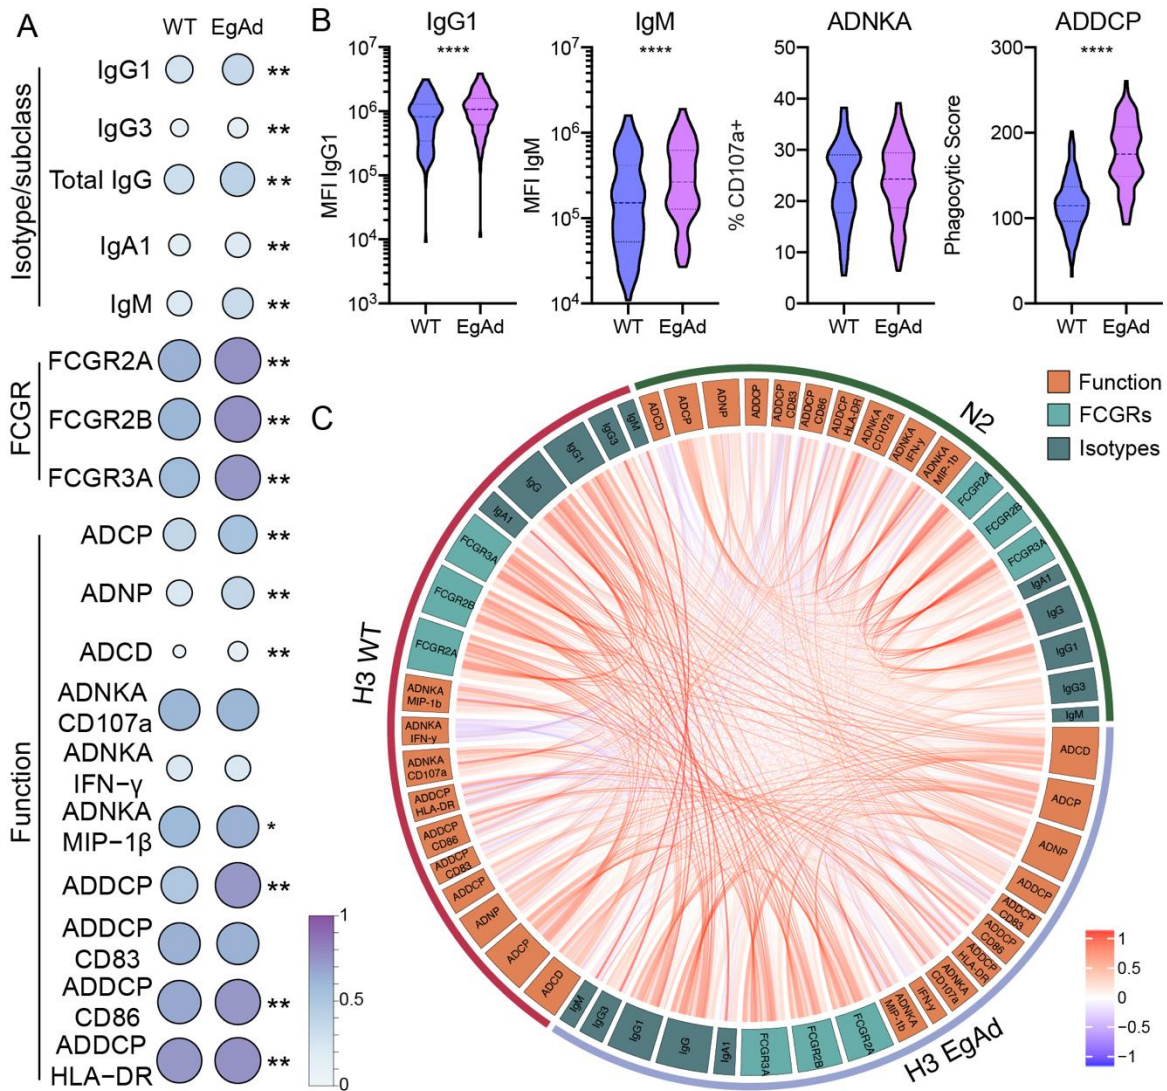 A
WT EgAd
Isotype/subclass
IgG1 **
IgG3 **
Total IgG **
IgA1 **
IgM **
FCGR
FCGR2A **
FCGR2B **
FCGR3A **
Function
ADCP **
ADNP **
ADCD **
ADNKA
CD107a
ADNKA
IFN-γ
ADNKA
MIP-1β *
ADDCP **
ADDCP
CD83
ADDCP
CD86 **
ADDCP
HLA-DR **
1
0.5
0
B
IgG1
****
MFI IgG1
10^7
10^6
10^5
10^4
10^3
WT EgAd
IgM
****
MFI IgM
10^7
10^6
10^5
10^4
WT EgAd
ADNKA
% CD107a+
50
40
30
20
10
0
WT EgAd
ADDCP
****
Phagocytic Score
300
200
100
0
WT EgAd
C
Function
FCGRs
Isotypes
N2
ADCD
ADCP
ADNP
ADDCP
ADDCP
CD83
ADDCP
CD86
ADDCP
HLA-DR
ADNKA
CD107a
ADNKA
IFN-γ
ADNKA
MIP-1b
FCGR2A
FCGR2B
FCGR3A
IgA1
IgG
IgG1
IgG3
IgM
H3 EgAd
ADCD
ADCP
ADNP
ADDCP
ADDCP
CD83
ADDCP
CD86
ADDCP
HLA-DR
ADNKA
CD107a
ADNKA
IFN-γ
ADNKA
MIP-1b
FCGR2A
FCGR2B
FCGR3A
IgA1
IgG
IgG1
IgG3
IgM
H3 WT
ADCD
ADCP
ADNP
ADDCP
ADDCP
CD83
ADDCP
CD86
ADDCP
HLA-DR
ADNKA
CD107a
ADNKA
IFN-γ
ADNKA
MIP-1b
FCGR2A
FCGR2B
FCGR3A
IgA1
IgG
IgG1
IgG3
IgM
1
0.5
0
−0.5
−1